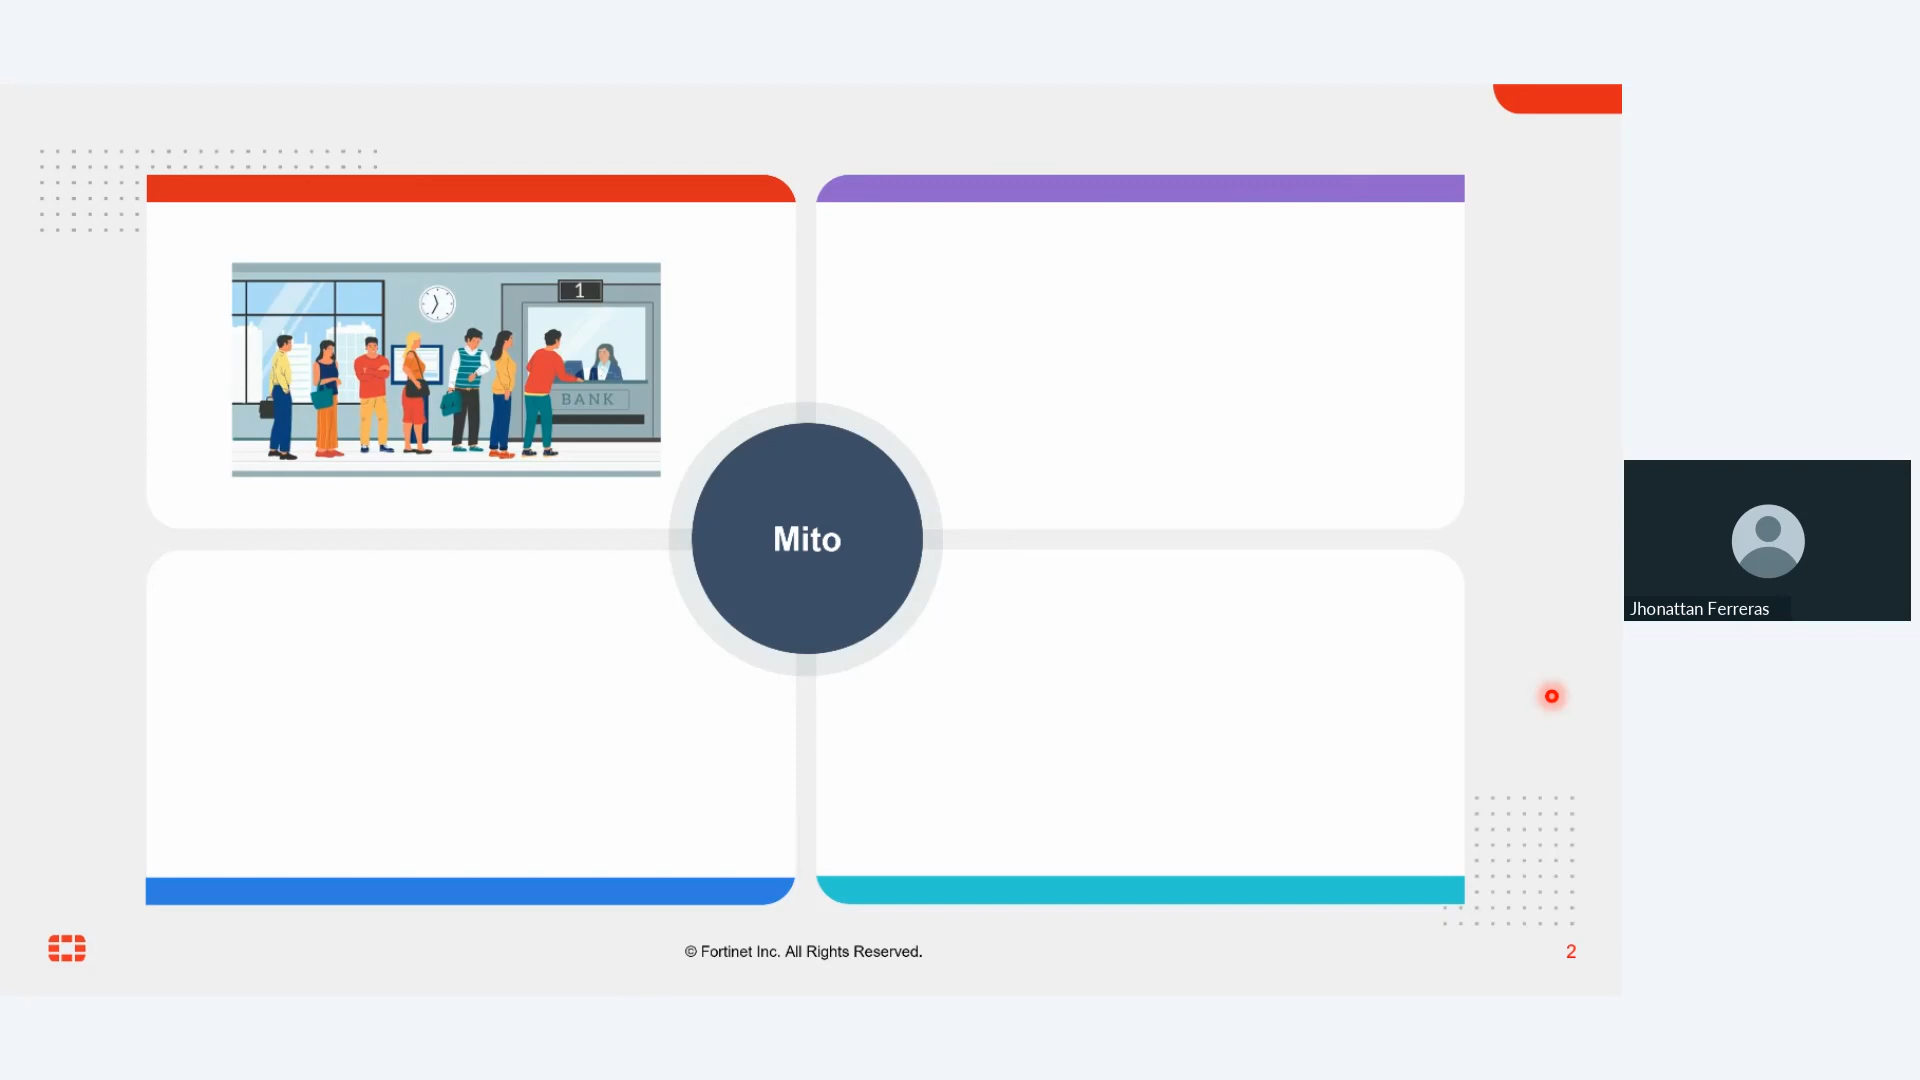 1
BANK
Mito
Jhonattan Ferreras
© Fortinet Inc. All Rights Reserved.
2